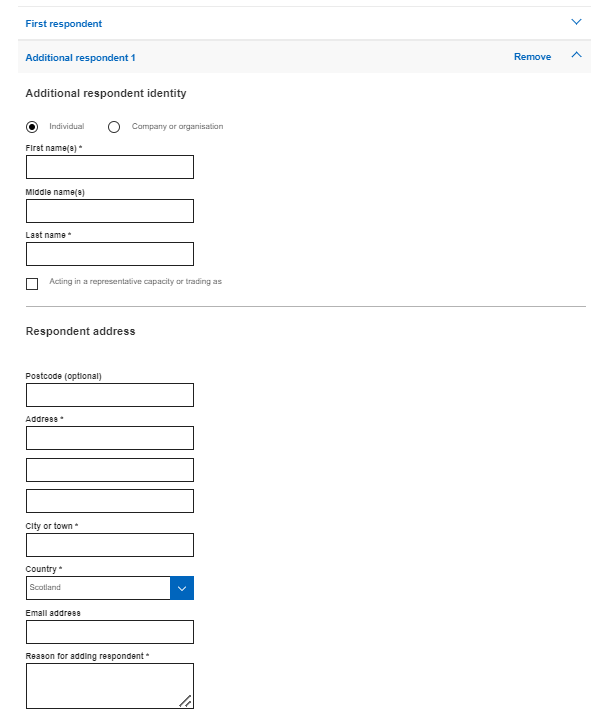 First respondent
Additional respondent 1 Remove
Additional respondent identity
Individual Company or organisation
First name(s) *
Middle name(s)
Last name *
Acting in a representative capacity or trading as
Respondent address
Postcode (optional)
Address *
City or town *
Country *
Scotland
Email address
Reason for adding respondent *